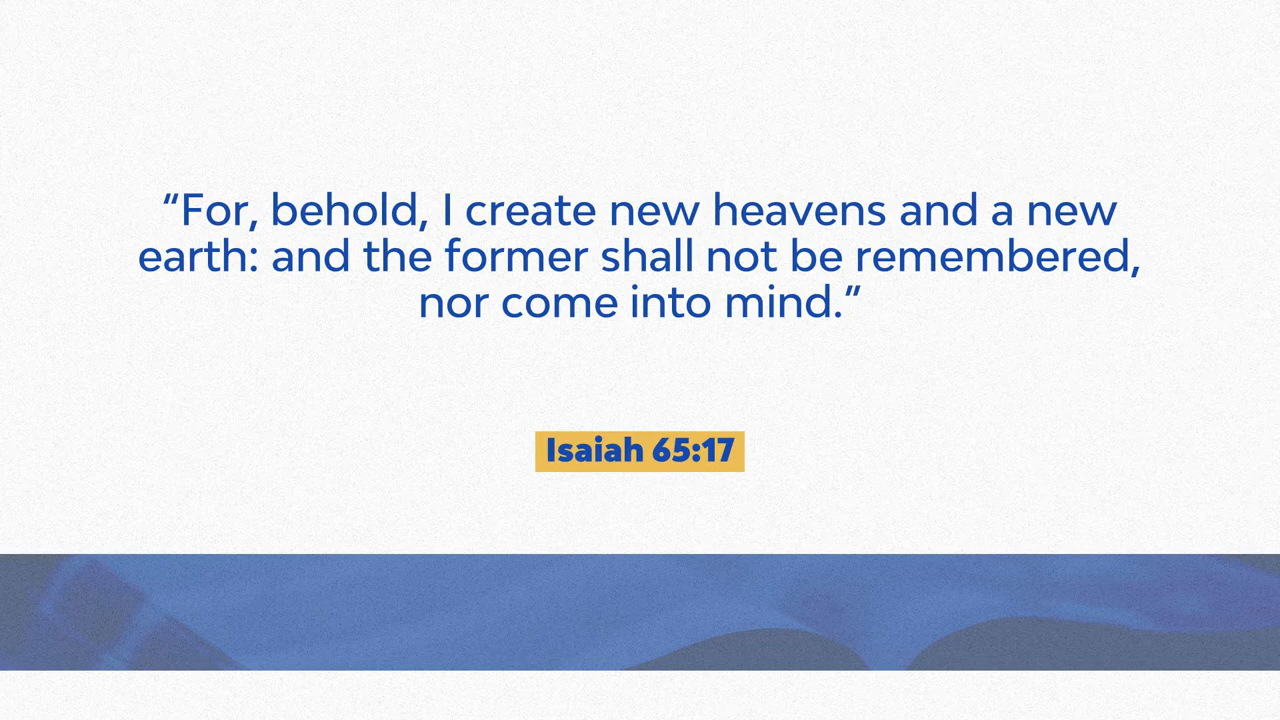 “For, behold, I create new heavens and a new
earth: and the former shall not be remembered,
nor come into mind.”
Isaiah 65:17